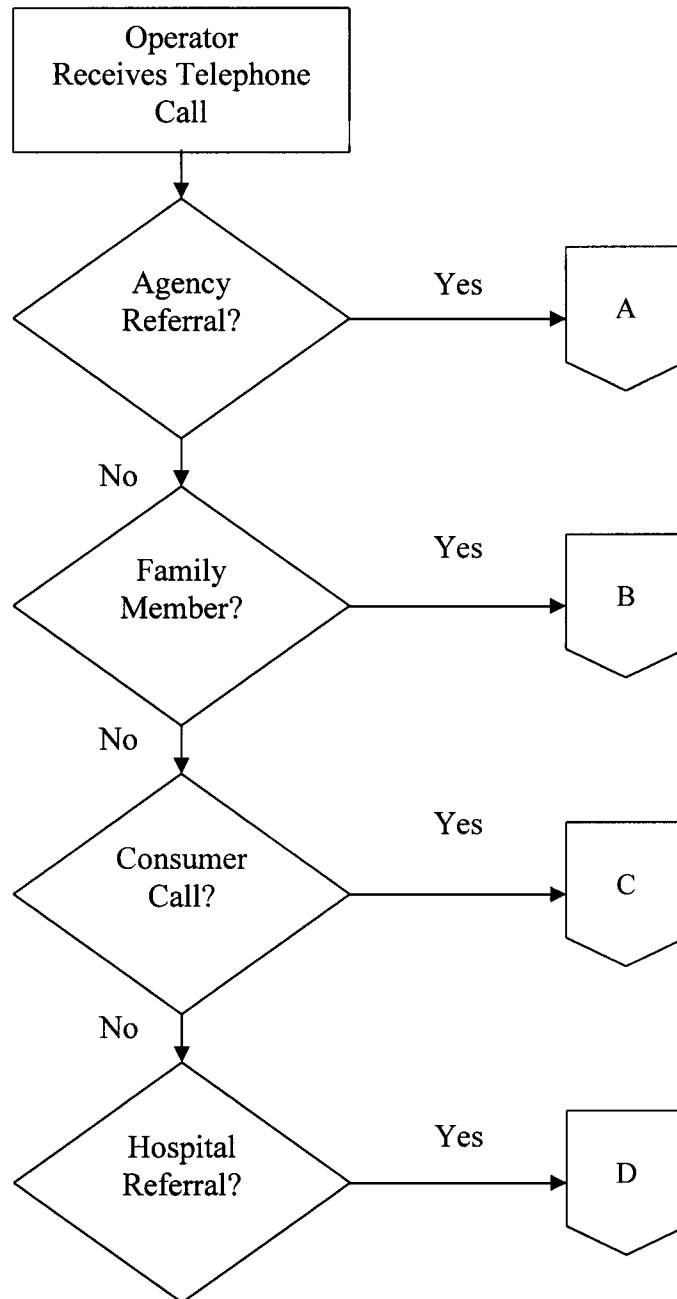 Operator
Receives Telephone
Call
Agency
Referral?
Yes
A
No
Family
Member?
Yes
B
No
Consumer
Call?
Yes
C
No
Hospital
Referral?
Yes
D